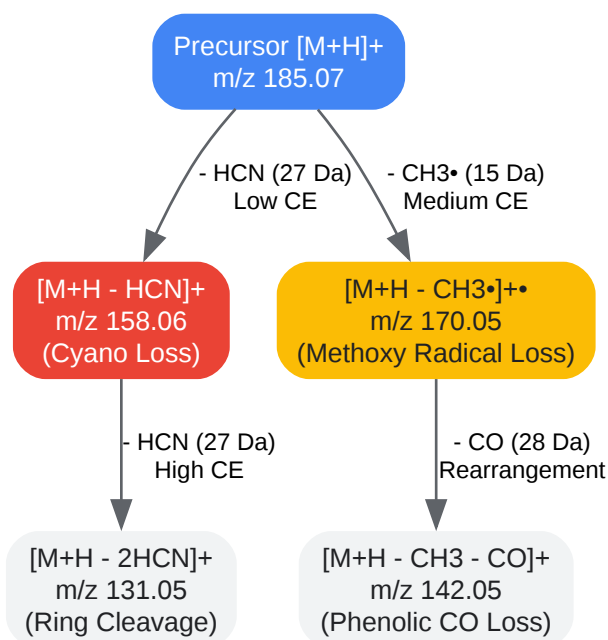 Precursor [M+H]+
m/z 185.07
- HCN (27 Da)
Low CE
- CH3• (15 Da)
Medium CE
[M+H - HCN]+
m/z 158.06
(Cyano Loss)
[M+H - CH3•]+•
m/z 170.05
(Methoxy Radical Loss)
- HCN (27 Da)
High CE
- CO (28 Da)
Rearrangement
[M+H - 2HCN]+
m/z 131.05
(Ring Cleavage)
[M+H - CH3 - CO]+
m/z 142.05
(Phenolic CO Loss)